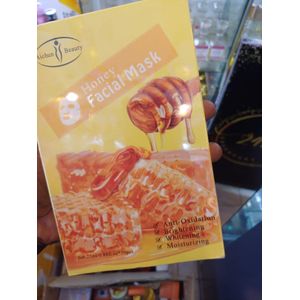 Aichun Beauty
Honey
Facial Mask
Anti-Oxidation
Brightening
Whitening
Moisturizing